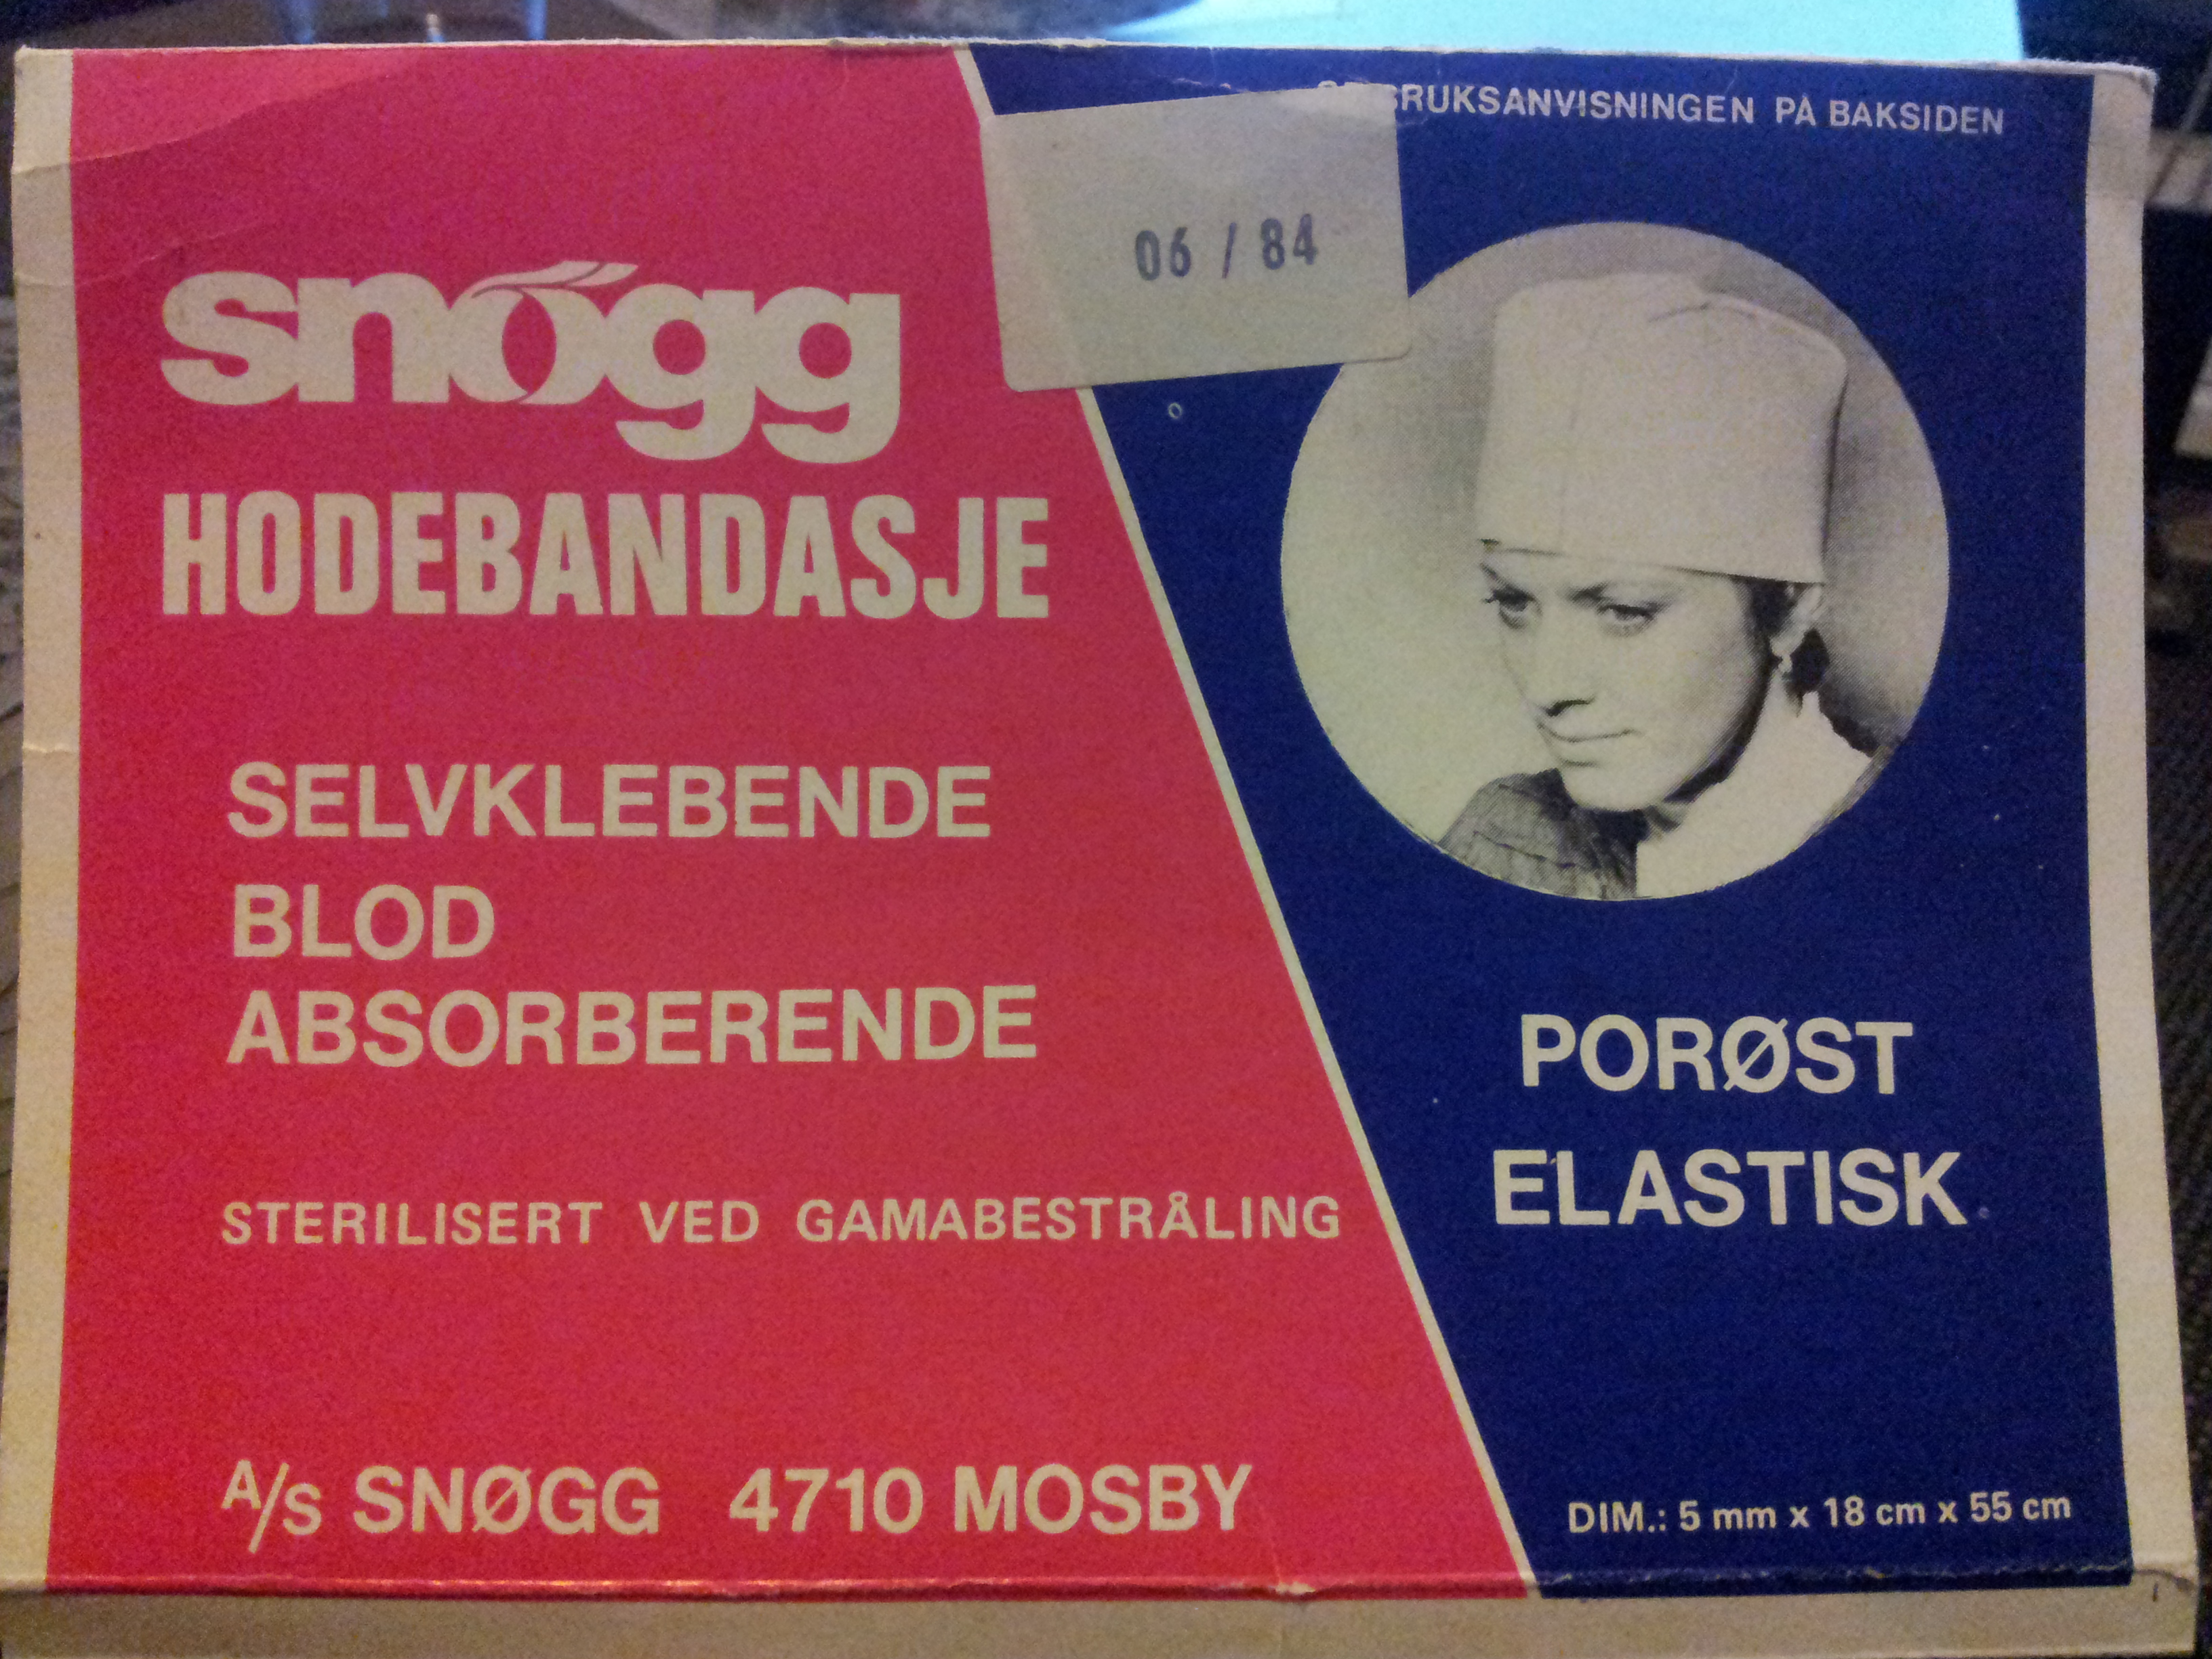 BRUKSANVISNINGEN PÅ BAKSIDEN
06 / 84
snøgg
HODEBANDASJE
SELVKLEBENDE
BLOD
ABSORBERENDE
STERILISERT VED GAMABESTRÅLING
A/S SNØGG 4710 MOSBY
PORØST
ELASTISK
DIM.: 5 mm x 18 cm x 55 cm